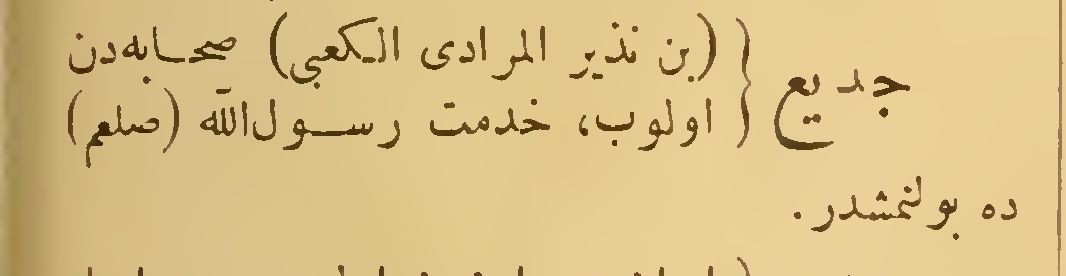 جديع { (بن نذير المرادى الكعبى) صحابه‌دن
اولوب، خدمت رسول‌الله (صلعم)
ده بولنمشدر.